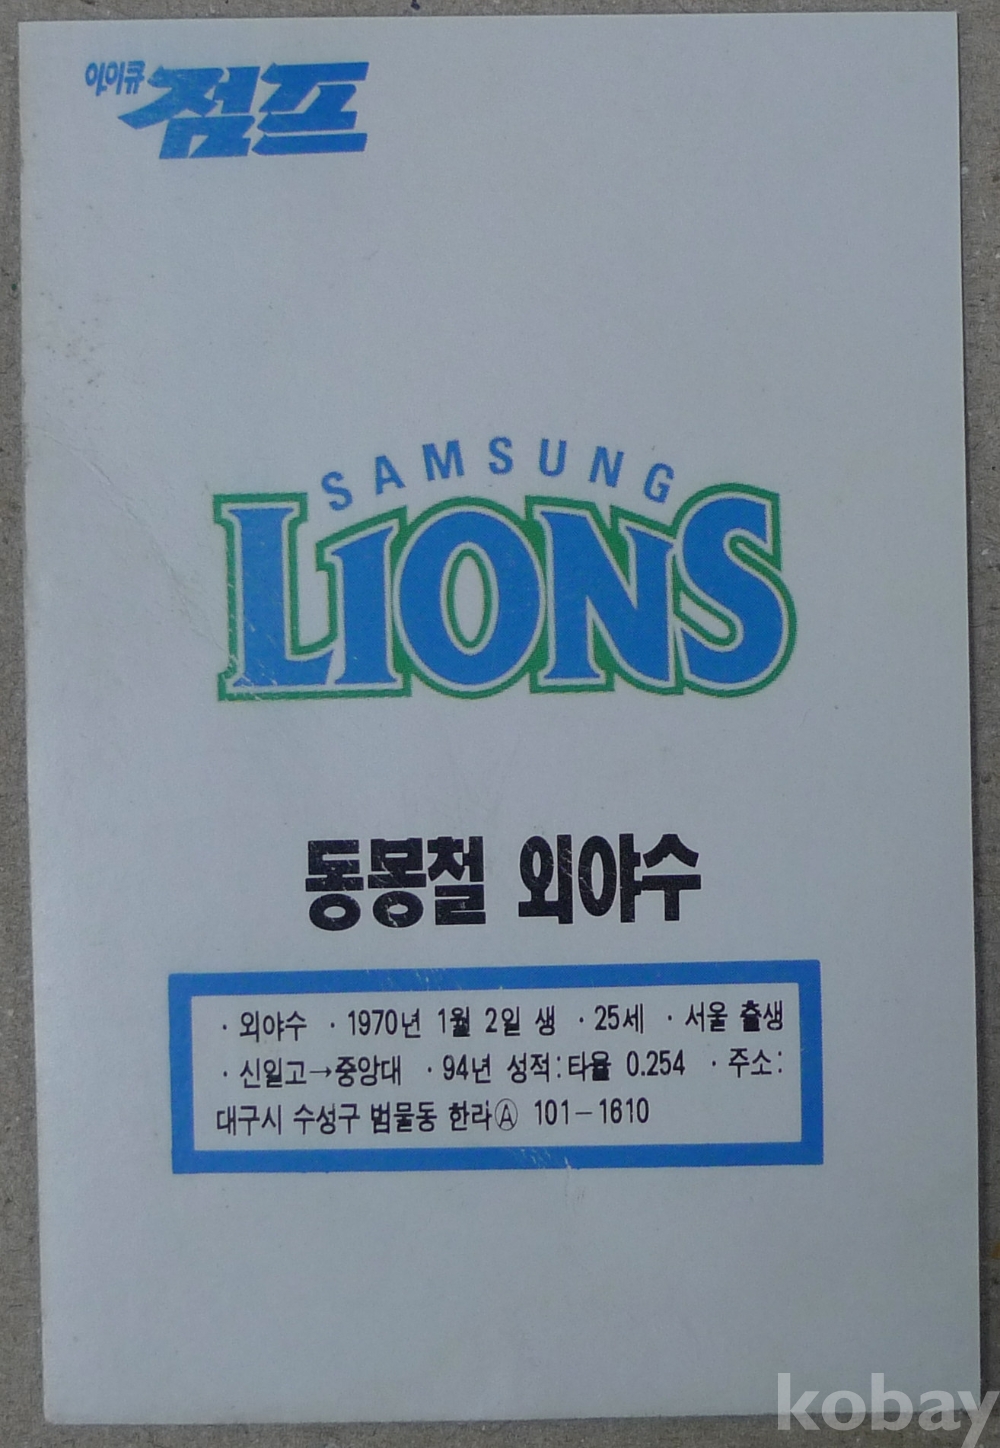 아이큐 점프
SAMSUNG
LIONS
동봉철 외야수
· 외야수 · 1970년 1월 2일 생 · 25세 · 서울 출생
· 신일고→중앙대 · 94년 성적:타율 0.254 · 주소:
대구시 수성구 범물동 한라Ⓐ 101-1610
kobay